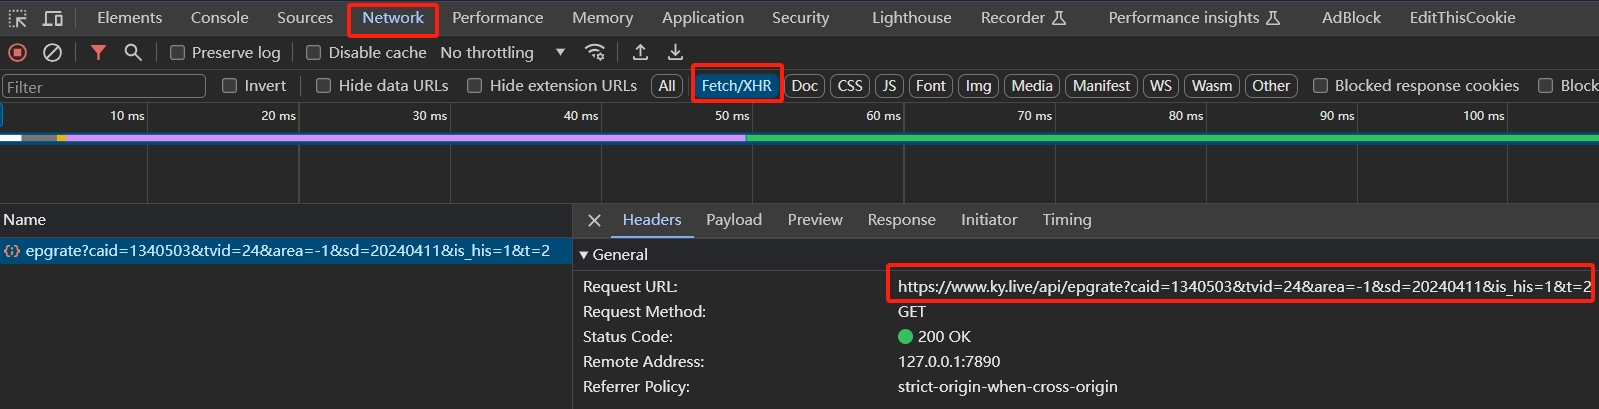 Elements Console Sources Network Performance Memory Application Security Lighthouse Recorder Performance insights AdBlock EditThisCookie
Preserve log Disable cache No throttling
Filter Invert Hide data URLs Hide extension URLs All Fetch/XHR Doc CSS JS Font Img Media Manifest WS Wasm Other Blocked response cookies Block
10 ms 20 ms 30 ms 40 ms 50 ms 60 ms 70 ms 80 ms 90 ms 100 ms
Name
epgrate?caid=1340503&tvid=24&area=-1&sd=20240411&is_his=1&t=2
Headers Payload Preview Response Initiator Timing
General
Request URL: https://www.ky.live/api/epgrate?caid=1340503&tvid=24&area=-1&sd=20240411&is_his=1&t=2
Request Method: GET
Status Code: 200 OK
Remote Address: 127.0.0.1:7890
Referrer Policy: strict-origin-when-cross-origin